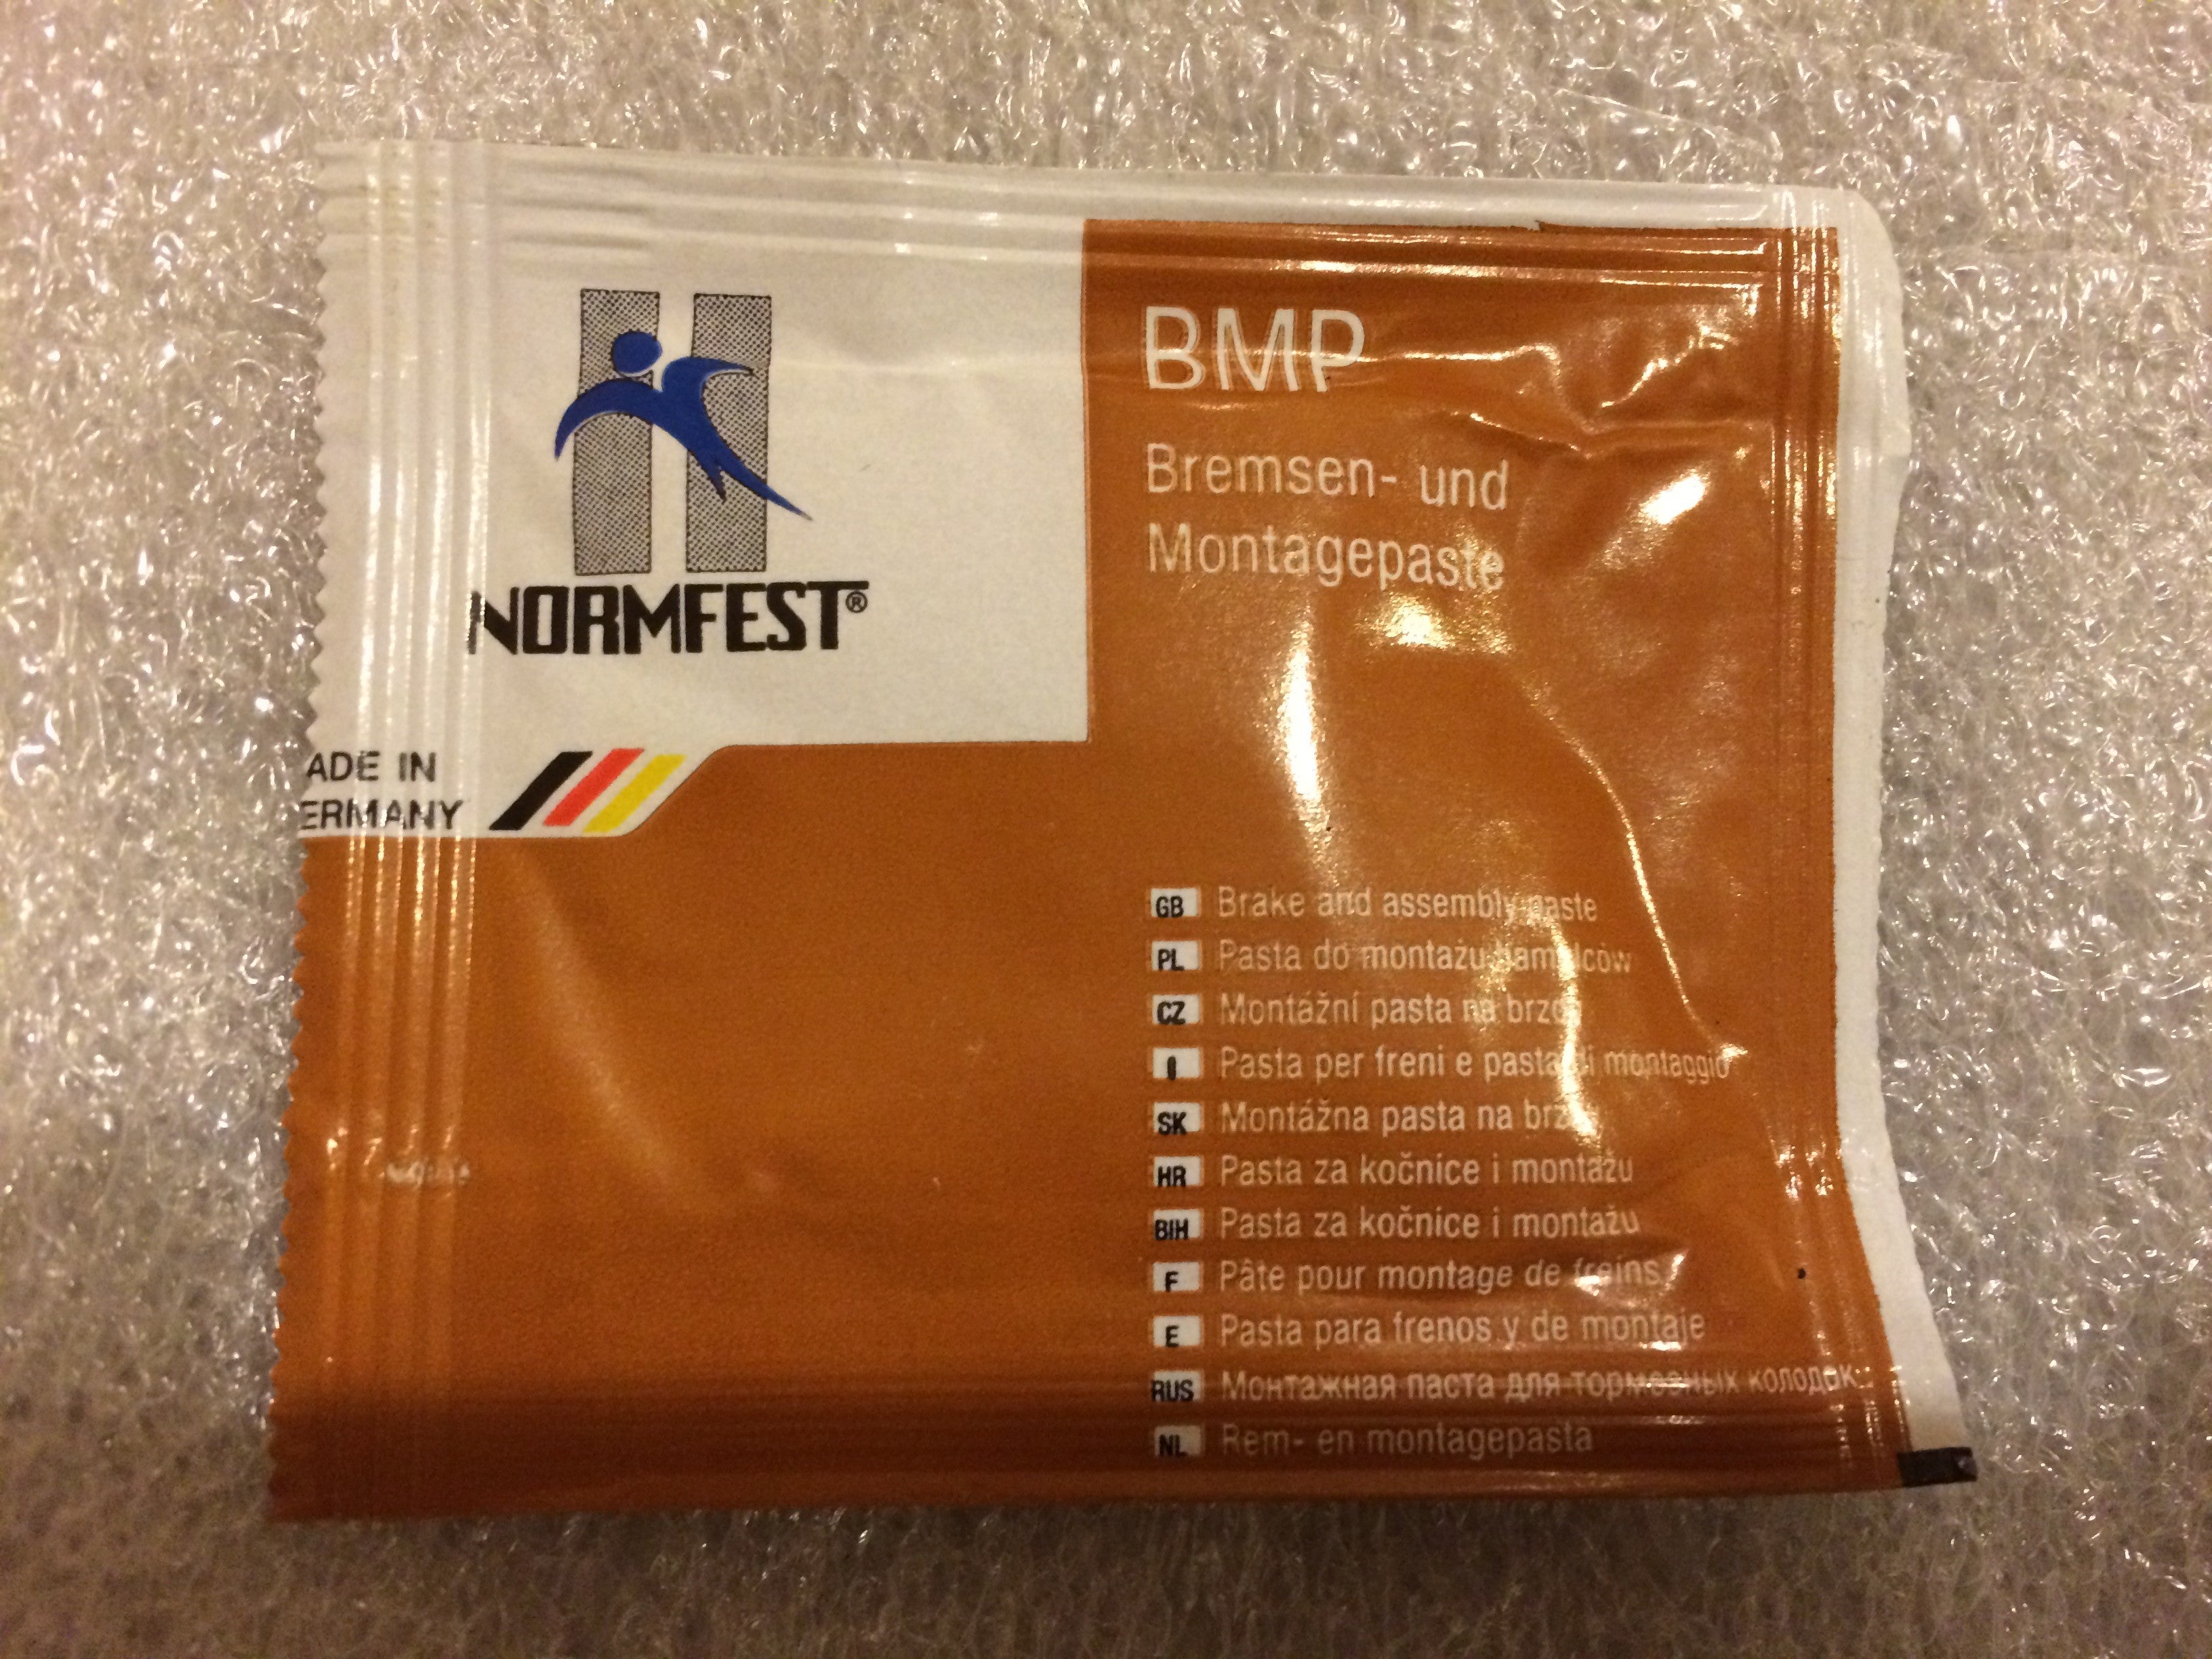 NORMFEST®
ADE IN
ERMANY
BMP
Bremsen- und
Montagepaste
GB Brake and assembly paste
PL Pasta do montażu
CZ Montážní pasta na
I Pasta per freni e pasta di montaggio
SK Montážna pasta na
HR Pasta za kočnice i montažu
BIH Pasta za kočnice i montažu
F Pâte pour montage de freins
E Pasta para frenos y de montaje
RUS Монтажная паста для тормозных колодок
NL Rem- en montagepasta